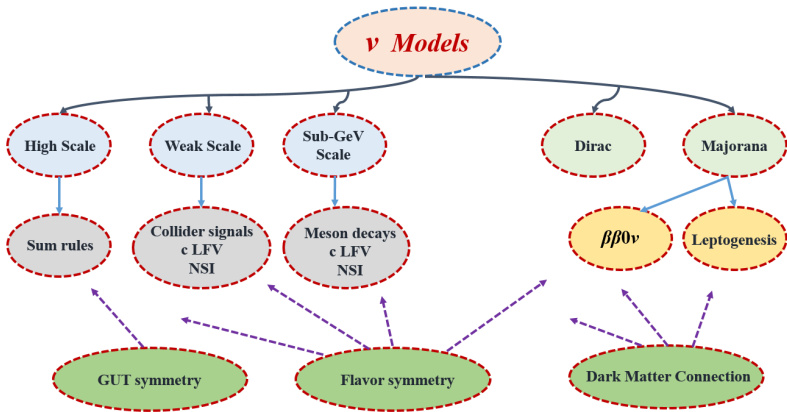 ν Models
High Scale
Weak Scale
Sub-GeV
Scale
Dirac
Majorana
Sum rules
Collider signals
c LFV
NSI
Meson decays
c LFV
NSI
ββ0ν
Leptogenesis
GUT symmetry
Flavor symmetry
Dark Matter Connection